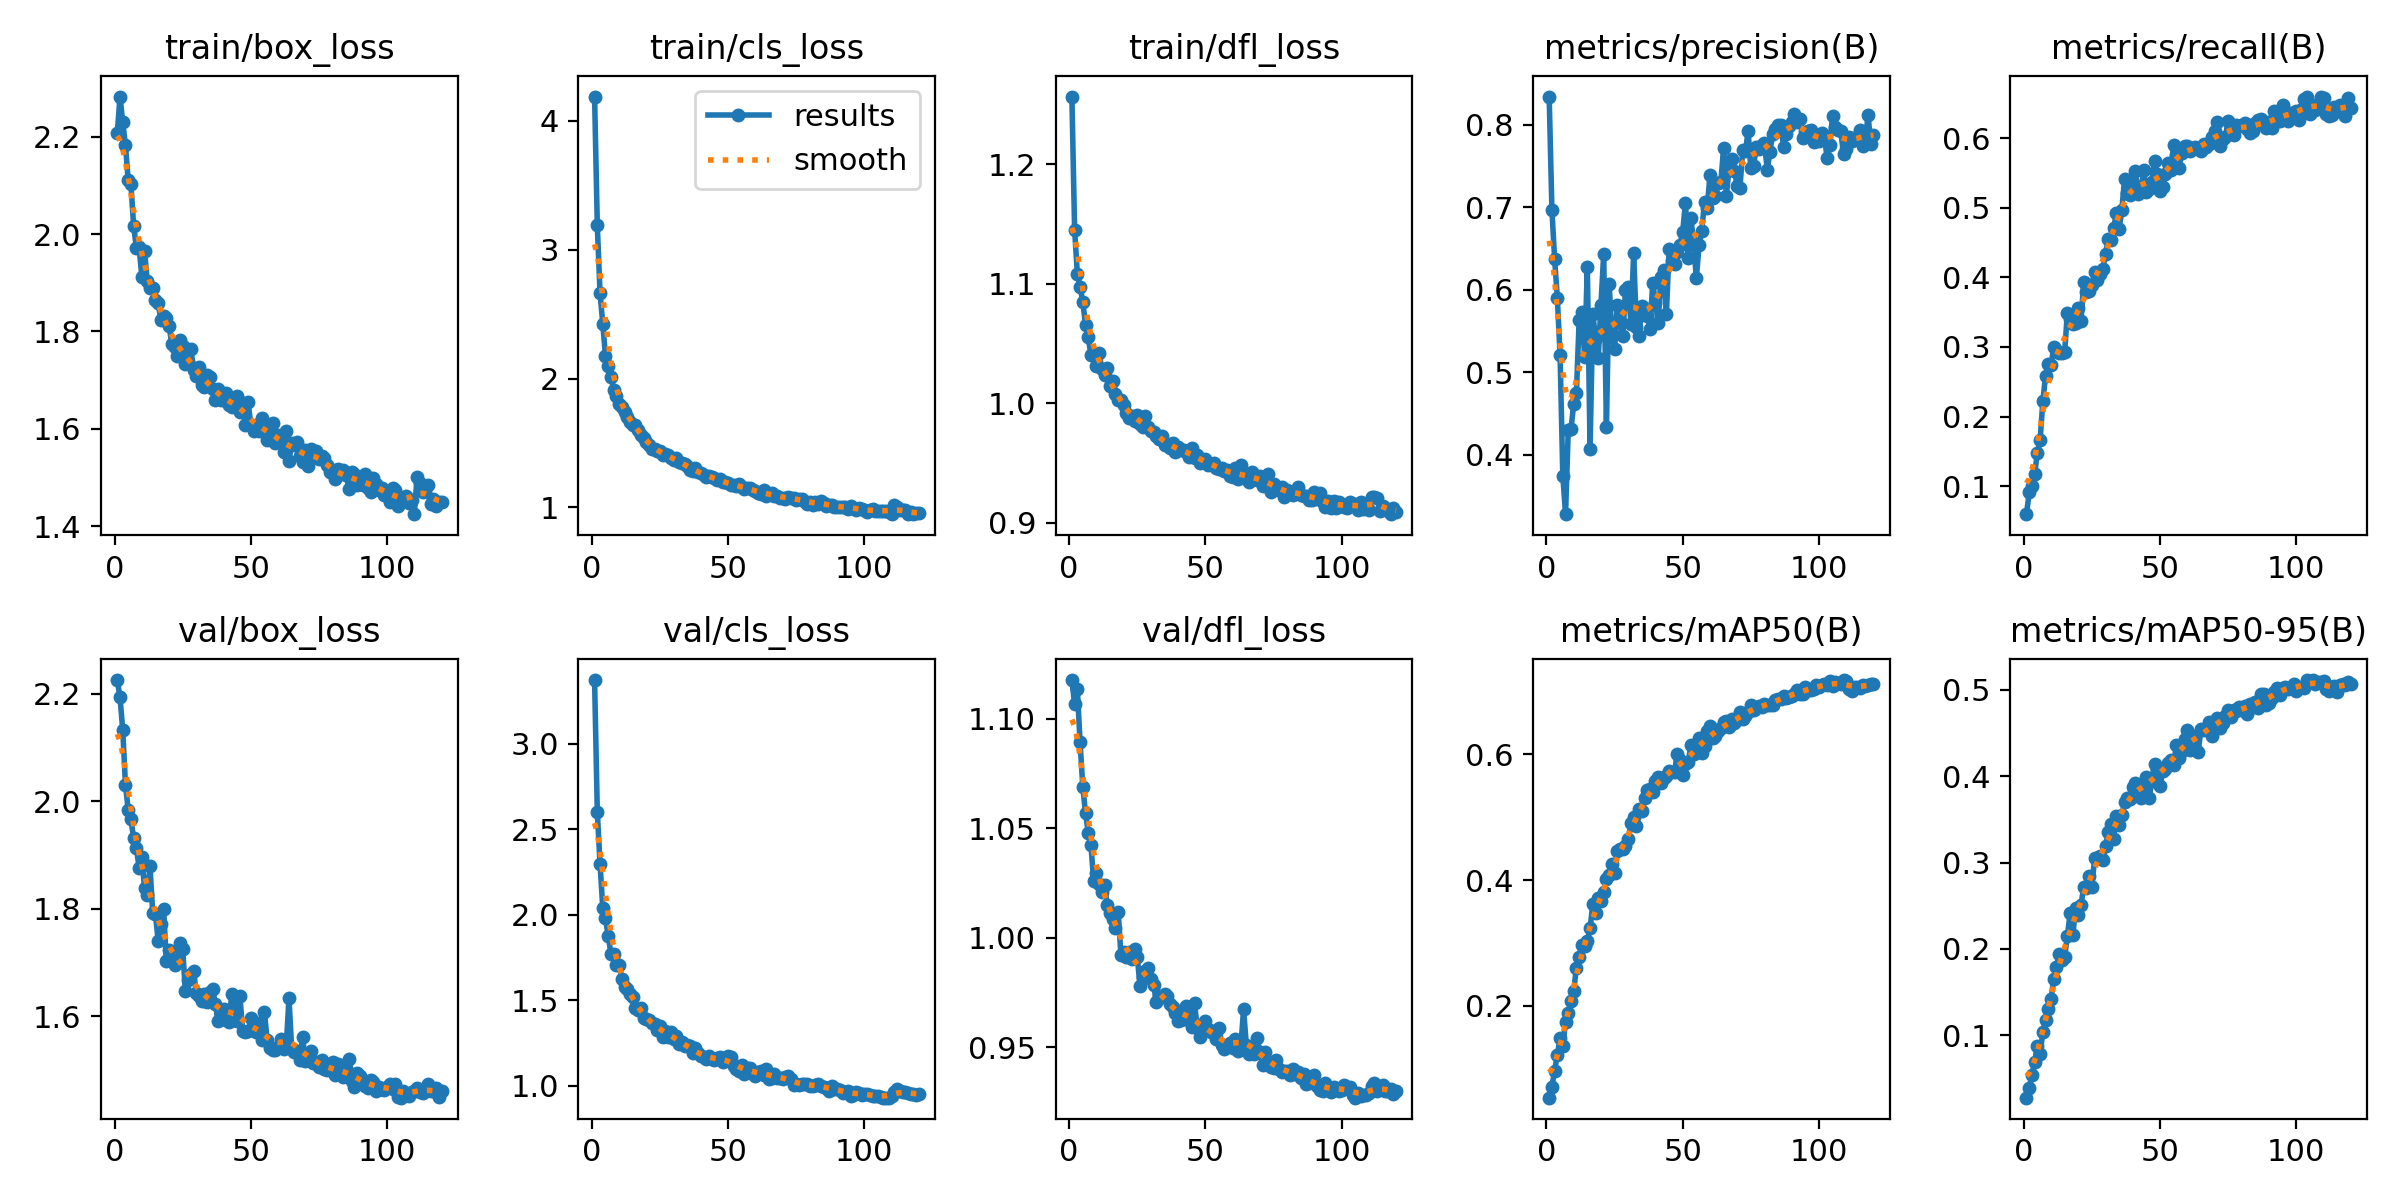 train/box_loss
2.2
2.0
1.8
1.6
1.4
0 50 100
train/cls_loss
results
smooth
4
3
2
1
0 50 100
train/dfl_loss
1.2
1.1
1.0
0.9
0 50 100
metrics/precision(B)
0.8
0.7
0.6
0.5
0.4
0 50 100
metrics/recall(B)
0.6
0.5
0.4
0.3
0.2
0.1
0 50 100
val/box_loss
2.2
2.0
1.8
1.6
0 50 100
val/cls_loss
3.0
2.5
2.0
1.5
1.0
0 50 100
val/dfl_loss
1.10
1.05
1.00
0.95
0 50 100
metrics/mAP50(B)
0.6
0.4
0.2
0 50 100
metrics/mAP50-95(B)
0.5
0.4
0.3
0.2
0.1
0 50 100